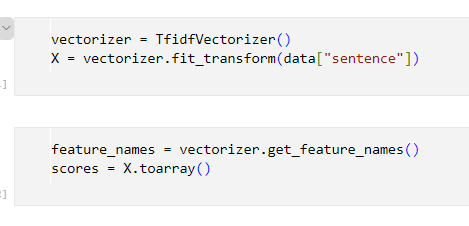 vectorizer = TfidfVectorizer()
X = vectorizer.fit_transform(data["sentence"])
]
feature_names = vectorizer.get_feature_names()
scores = X.toarray()
]